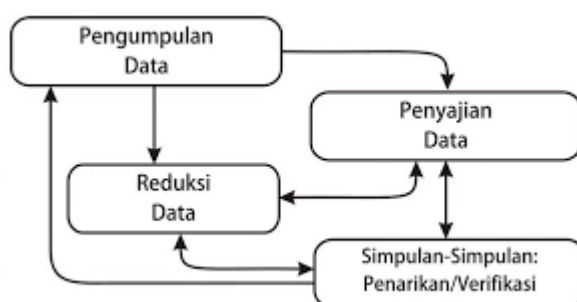 Pengumpulan
Data
Penyajian
Data
Reduksi
Data
Simpulan-Simpulan:
Penarikan/Verifikasi